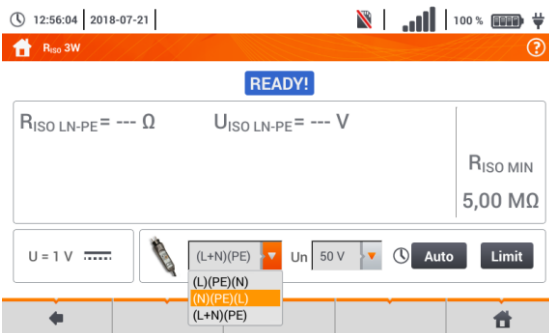 12:56:04 2018-07-21 100 %
RISO 3W ?
READY!
RISO LN-PE= --- Ω UISO LN-PE= --- V
RISO MIN
5,00 MΩ
U = 1 V (L+N)(PE) Un 50 V Auto Limit
(L)(PE)(N)
(N)(PE)(L)
(L+N)(PE)